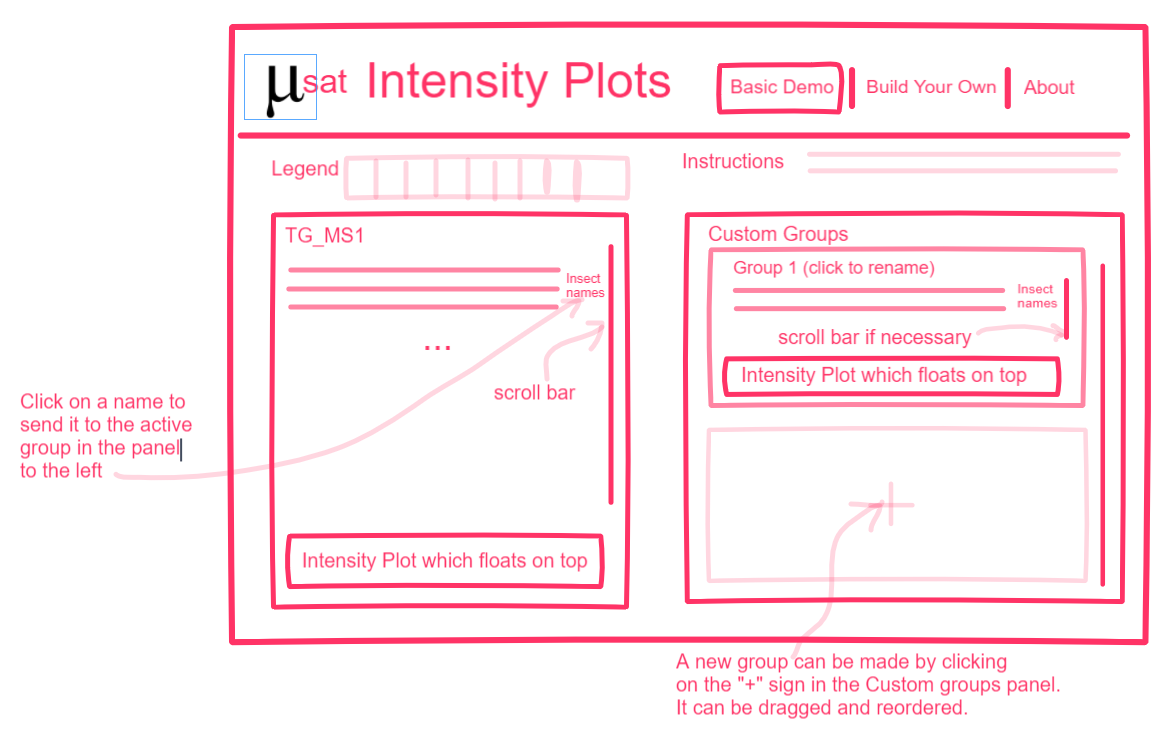 μsat Intensity Plots
Basic Demo
Build Your Own
About
Legend
Instructions
TG_MS1
Insect
names
...
scroll bar
Intensity Plot which floats on top
Custom Groups
Group 1 (click to rename)
Insect
names
scroll bar if necessary
Intensity Plot which floats on top
+
Click on a name to
send it to the active
group in the panel
to the left
A new group can be made by clicking
on the "+" sign in the Custom groups panel.
It can be dragged and reordered.